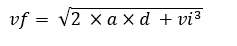 vf = √(2 × a × d + vi³)